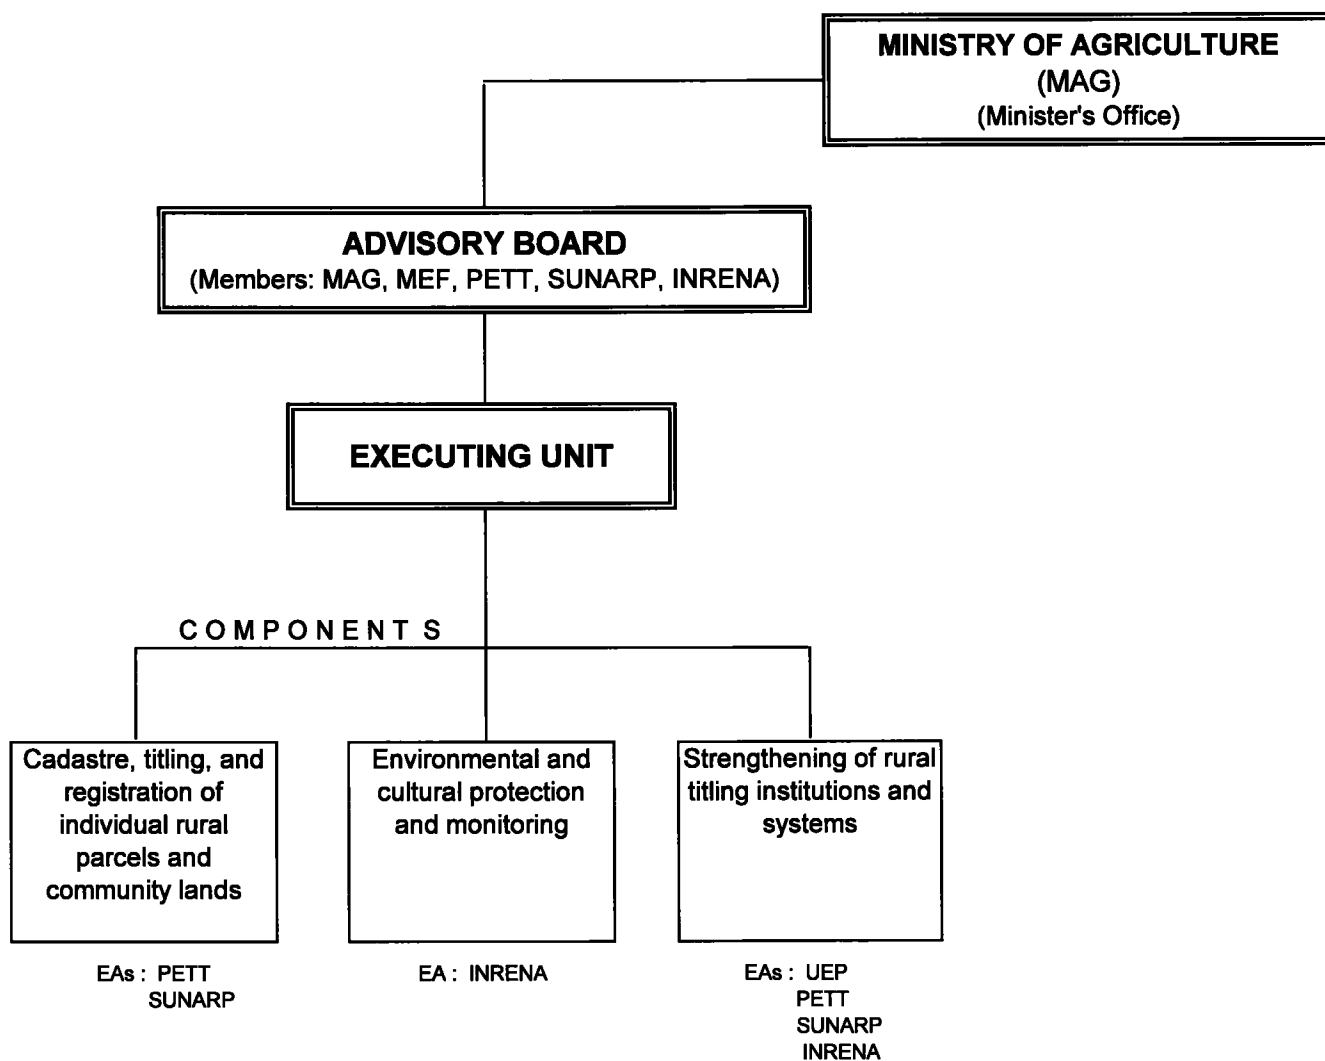 MINISTRY OF AGRICULTURE
(MAG)
(Minister's Office)
ADVISORY BOARD
(Members: MAG, MEF, PETT, SUNARP, INRENA)
EXECUTING UNIT
COMPONENTS
Cadastre, titling, and
registration of
individual rural
parcels and
community lands
Environmental and
cultural protection
and monitoring
Strengthening of rural
titling institutions and
systems
EAs : PETT
SUNARP
EA : INRENA
EAs : UEP
PETT
SUNARP
INRENA